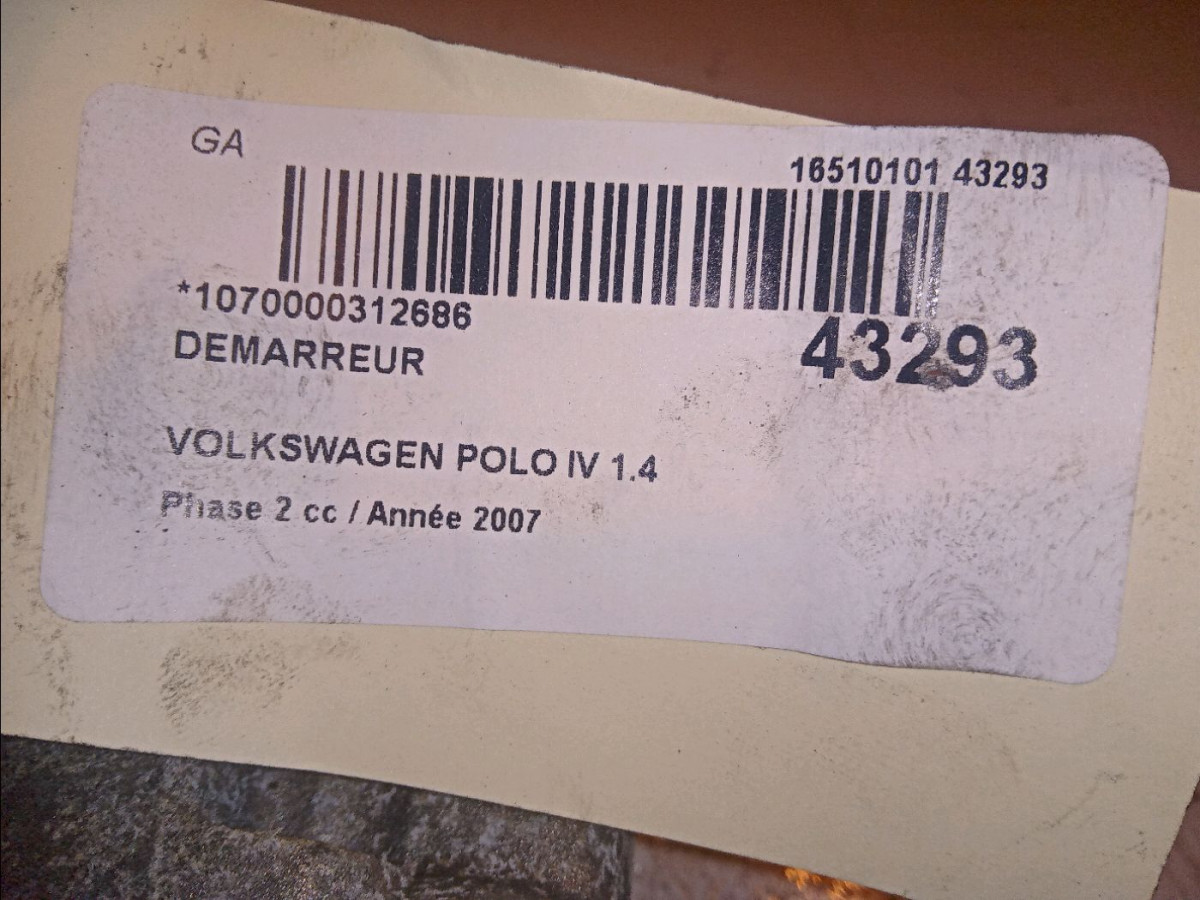 GA
16510101 43293
*1070000312686
43293
DEMARREUR
VOLKSWAGEN POLO IV 1.4
Phase 2 cc / Année 2007